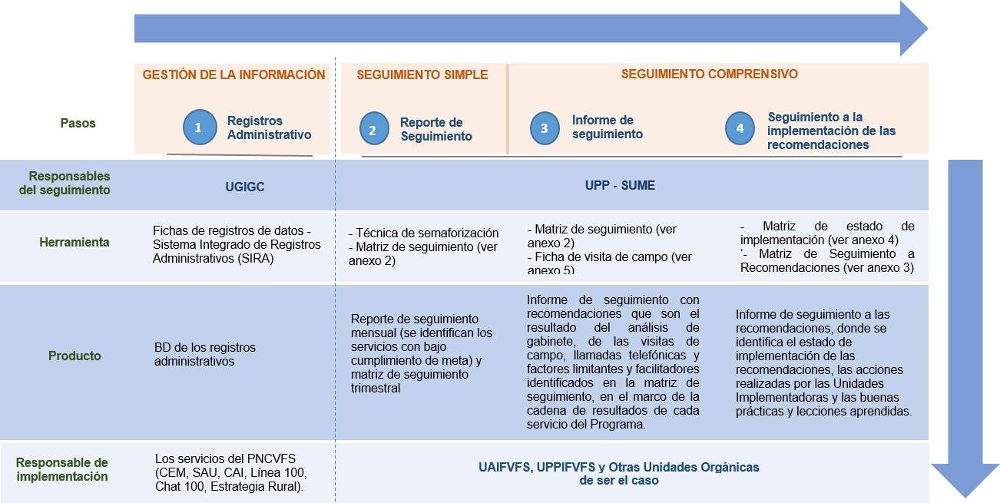 GESTIÓN DE LA INFORMACIÓN
SEGUIMIENTO SIMPLE
SEGUIMIENTO COMPRENSIVO
Pasos
1
Registros
Administrativo
2
Reporte de
Seguimiento
3
Informe de
seguimiento
4
Seguimiento a la
implementación de las
recomendaciones
Responsables
del seguimiento
UGIGC
UPP - SUME
Herramienta
Fichas de registros de datos -
Sistema Integrado de Registros
Administrativos (SIRA)
- Técnica de semaforización
- Matriz de seguimiento (ver
anexo 2)
- Matriz de seguimiento (ver
anexo 2)
- Ficha de visita de campo (ver
anexo 5)
- Matriz de estado de
implementación (ver anexo 4)
‘- Matriz de Seguimiento a
Recomendaciones (ver anexo 3)
Producto
BD de los registros
administrativos
Reporte de seguimiento
mensual (se identifican los
servicios con bajo
cumplimiento de meta) y
matriz de seguimiento
trimestral
Informe de seguimiento con
recomendaciones que son el
resultado del análisis de
gabinete, de las visitas de
campo, llamadas telefónicas y
factores limitantes y facilitadores
identificados en la matriz de
seguimiento, en el marco de la
cadena de resultados de cada
servicio del Programa.
Informe de seguimiento a las
recomendaciones, donde se
identifica el estado de
implementación de las
recomendaciones, las acciones
realizadas por las Unidades
Implementadoras y las buenas
prácticas y lecciones aprendidas.
Responsable de
implementación
Los servicios del PNCVFS
(CEM, SAU, CAI, Línea 100,
Chat 100, Estrategia Rural).
UAIFVFS, UPPIFVFS y Otras Unidades Orgánicas
de ser el caso